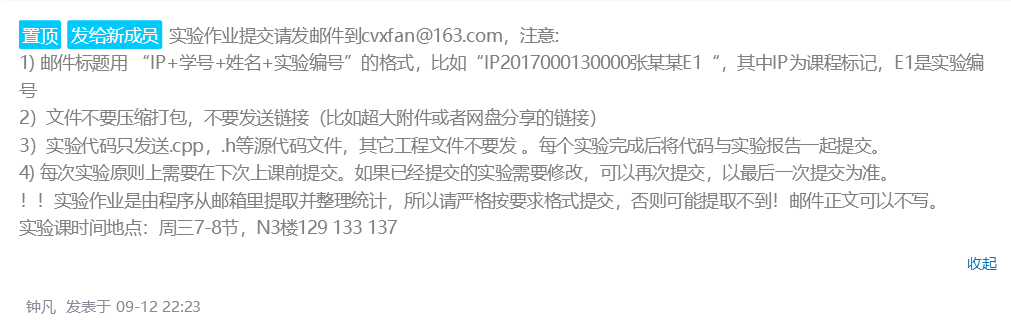 置顶 发给新成员 实验作业提交请发邮件到cvxfan@163.com，注意:
1) 邮件标题用 “IP+学号+姓名+实验编号”的格式，比如“IP2017000130000张某某E1 “，其中IP为课程标记，E1是实验编
号
2）文件不要压缩打包，不要发送链接（比如超大附件或者网盘分享的链接）
3）实验代码只发送.cpp，.h等源代码文件，其它工程文件不要发 。每个实验完成后将代码与实验报告一起提交。
4) 每次实验原则上需要在下次上课前提交。如果已经提交的实验需要修改，可以再次提交，以最后一次提交为准。
！！实验作业是由程序从邮箱里提取并整理统计，所以请严格按要求格式提交，否则可能提取不到！邮件正文可以不写。
实验课时间地点：周三7-8节，N3楼129 133 137
收起
钟凡 发表于 09-12 22:23